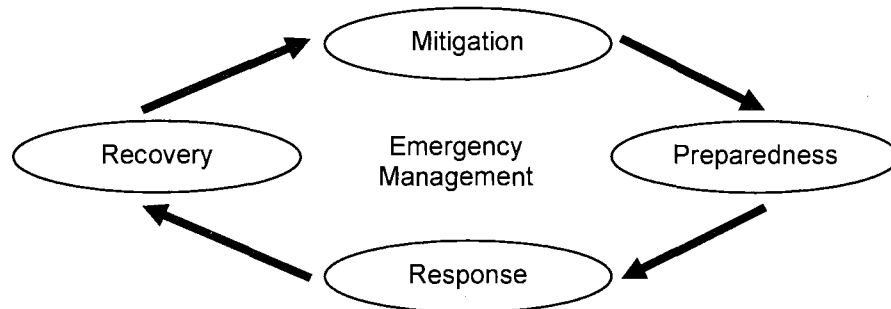 Mitigation
Recovery
Emergency
Management
Preparedness
Response